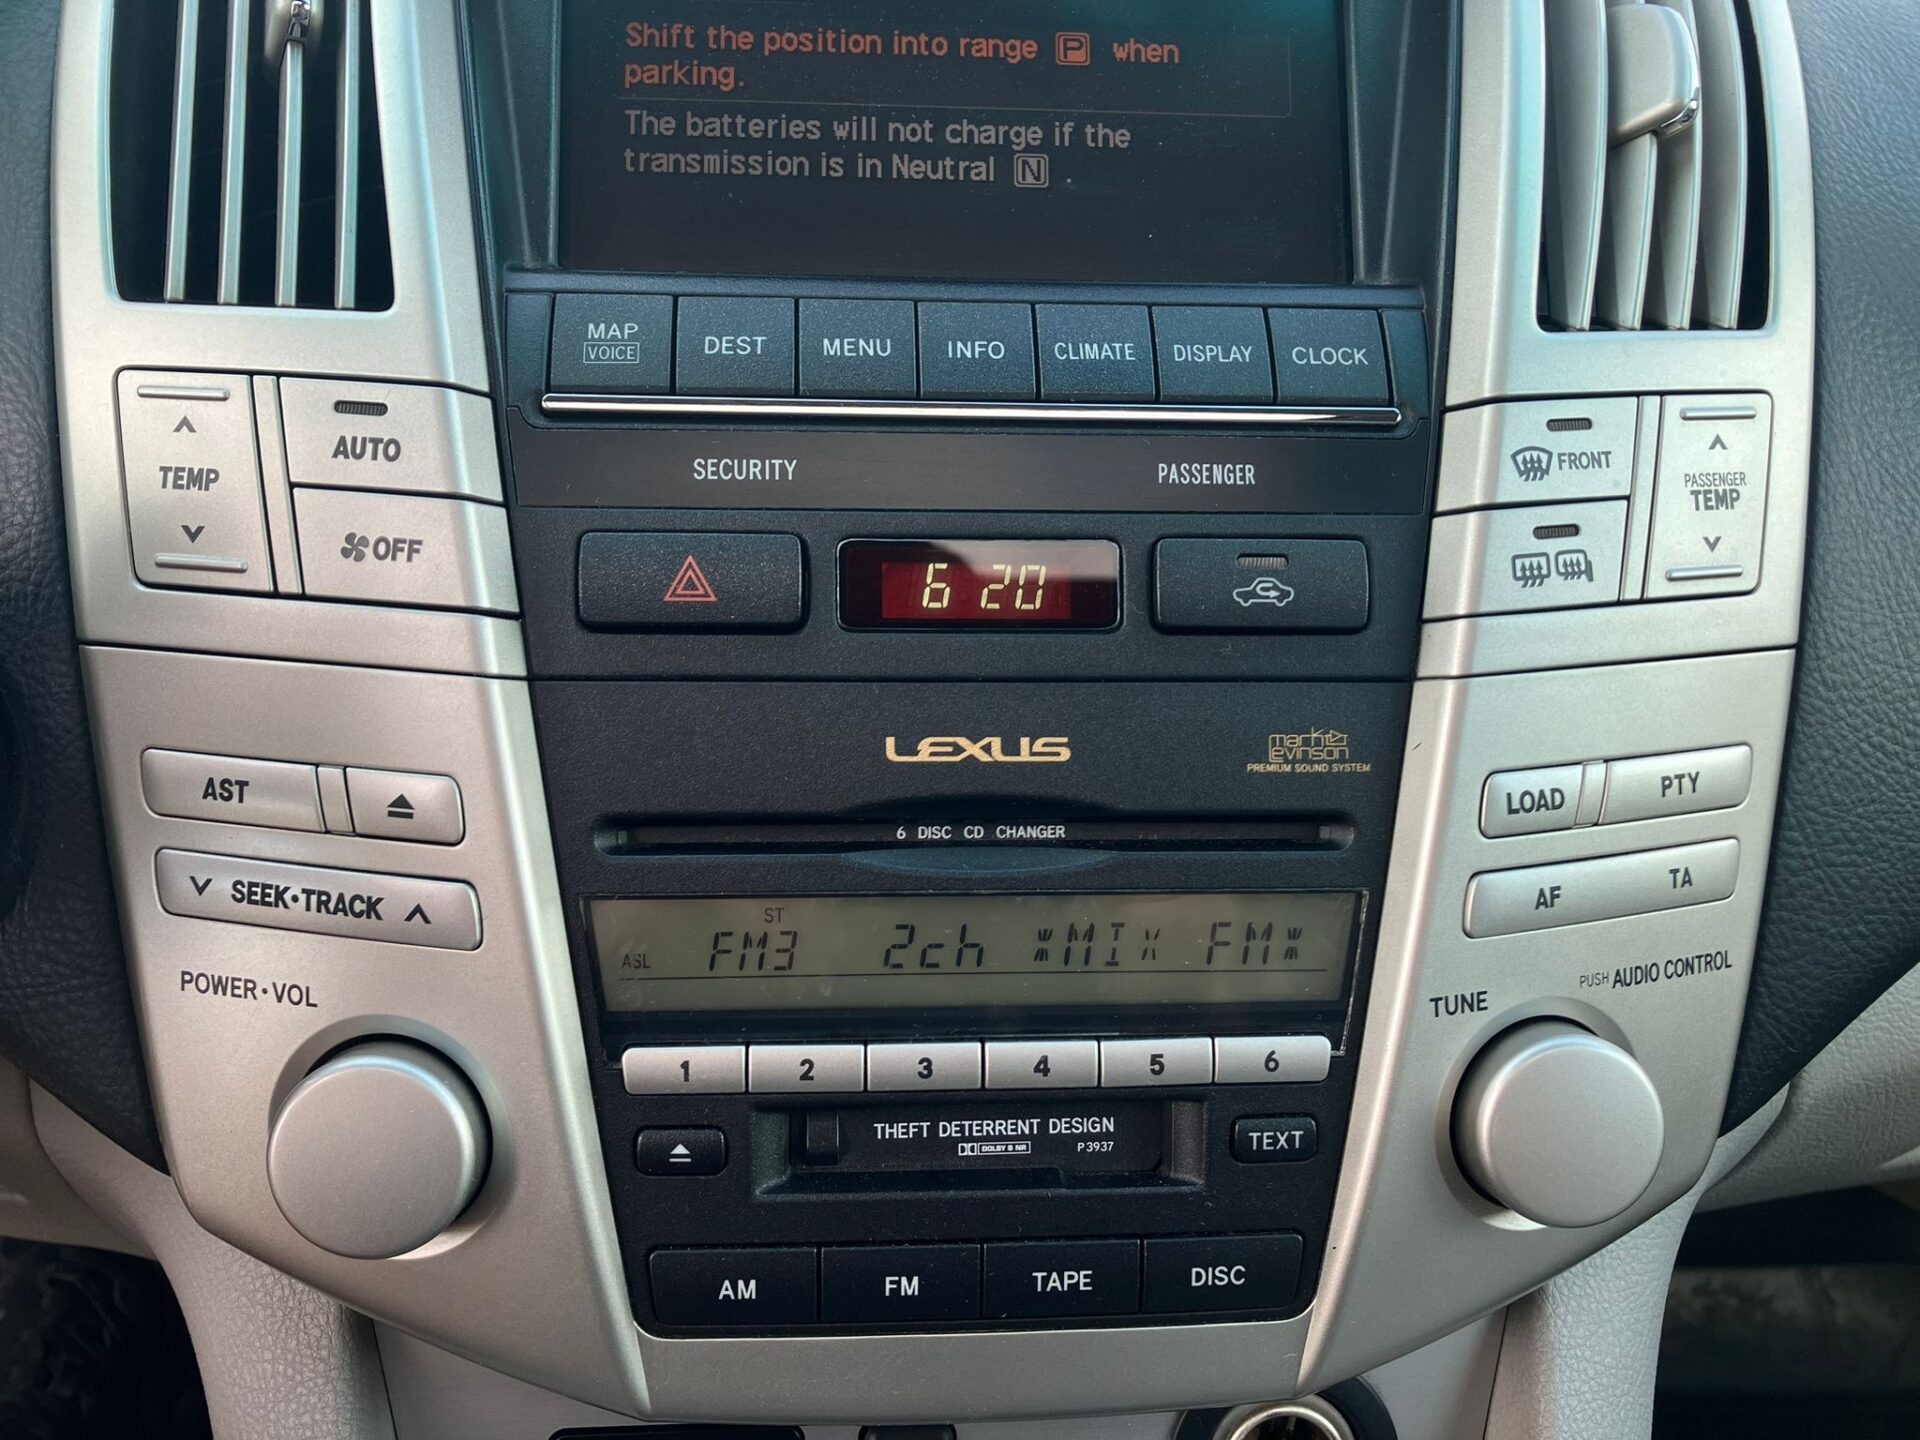 Shift the position into range P when
parking.
The batteries will not charge if the
transmission is in Neutral N .
MAP
VOICE
DEST
MENU
INFO
CLIMATE
DISPLAY
CLOCK
TEMP
AUTO
OFF
SECURITY
PASSENGER
FRONT
PASSENGER
TEMP
6 20
LEXUS
mark
levinson
PREMIUM SOUND SYSTEM
AST
LOAD
PTY
6 DISC CD CHANGER
SEEK•TRACK
AF
TA
ST
ASL
FM3 2ch *MIX FM*
POWER•VOL
TUNE
PUSH AUDIO CONTROL
1
2
3
4
5
6
THEFT DETERRENT DESIGN
DOLBY B NR
P3937
TEXT
AM
FM
TAPE
DISC